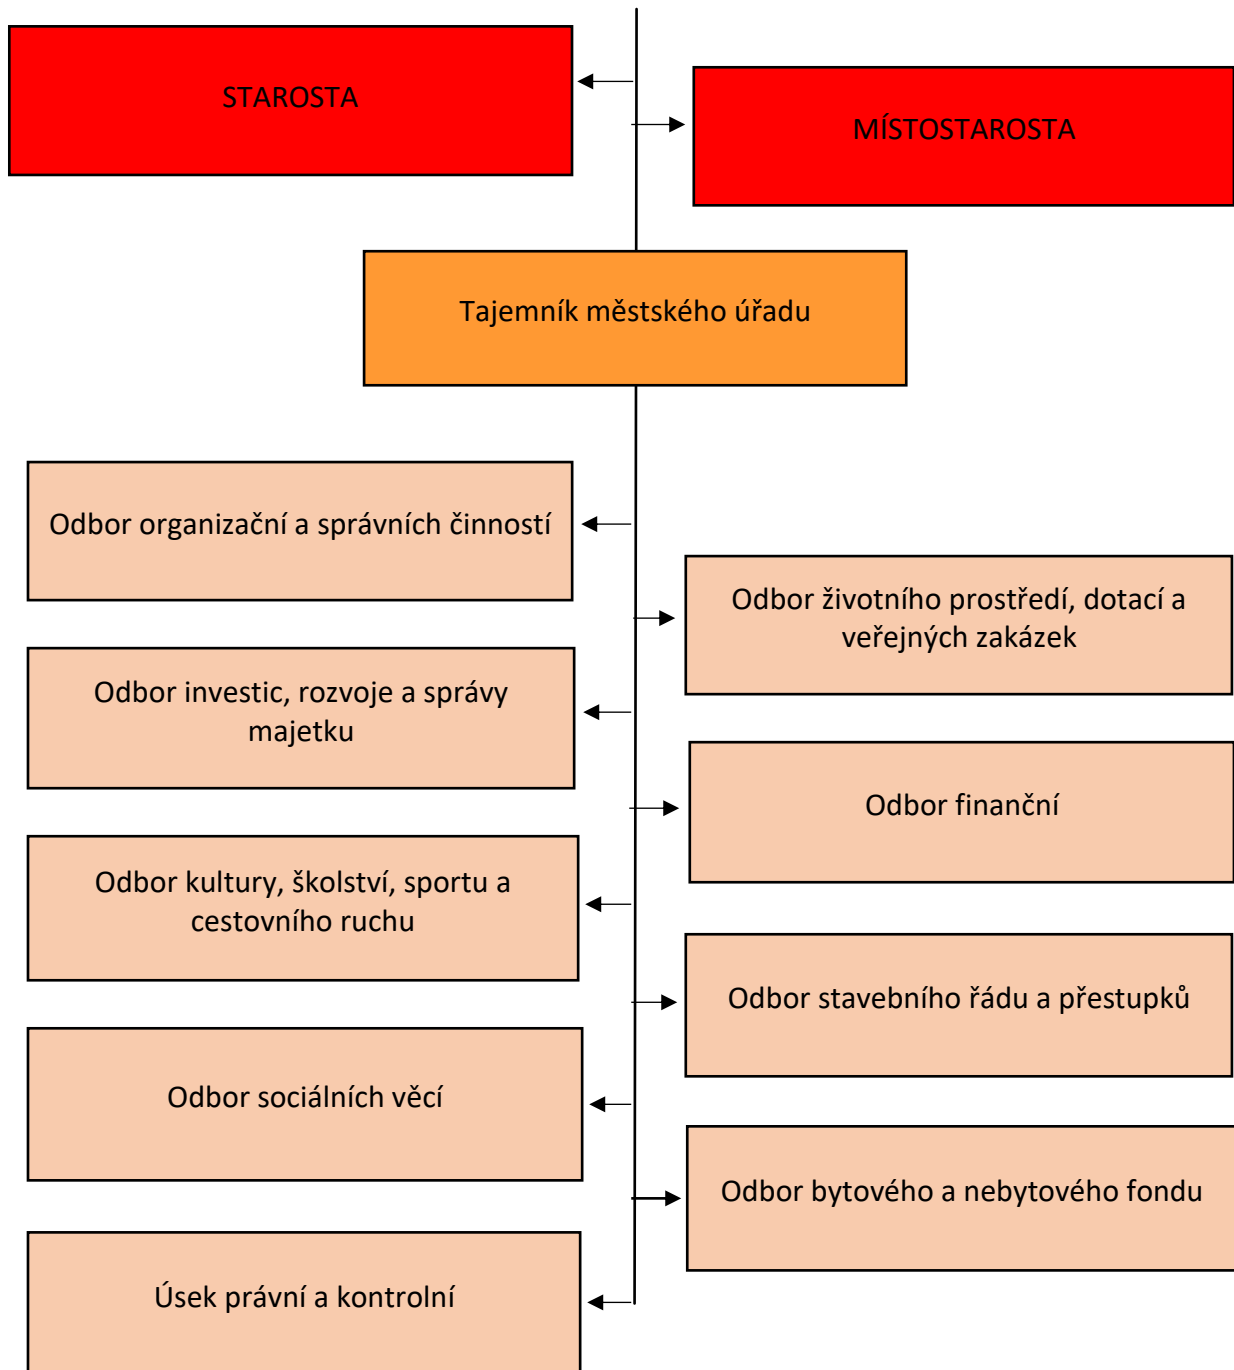 STAROSTA
MÍSTOSTAROSTA
Tajemník městského úřadu
Odbor organizační a správních činností
Odbor životního prostředí, dotací a
veřejných zakázek
Odbor investic, rozvoje a správy
majetku
Odbor finanční
Odbor kultury, školství, sportu a
cestovního ruchu
Odbor stavebního řádu a přestupků
Odbor sociálních věcí
Odbor bytového a nebytového fondu
Úsek právní a kontrolní